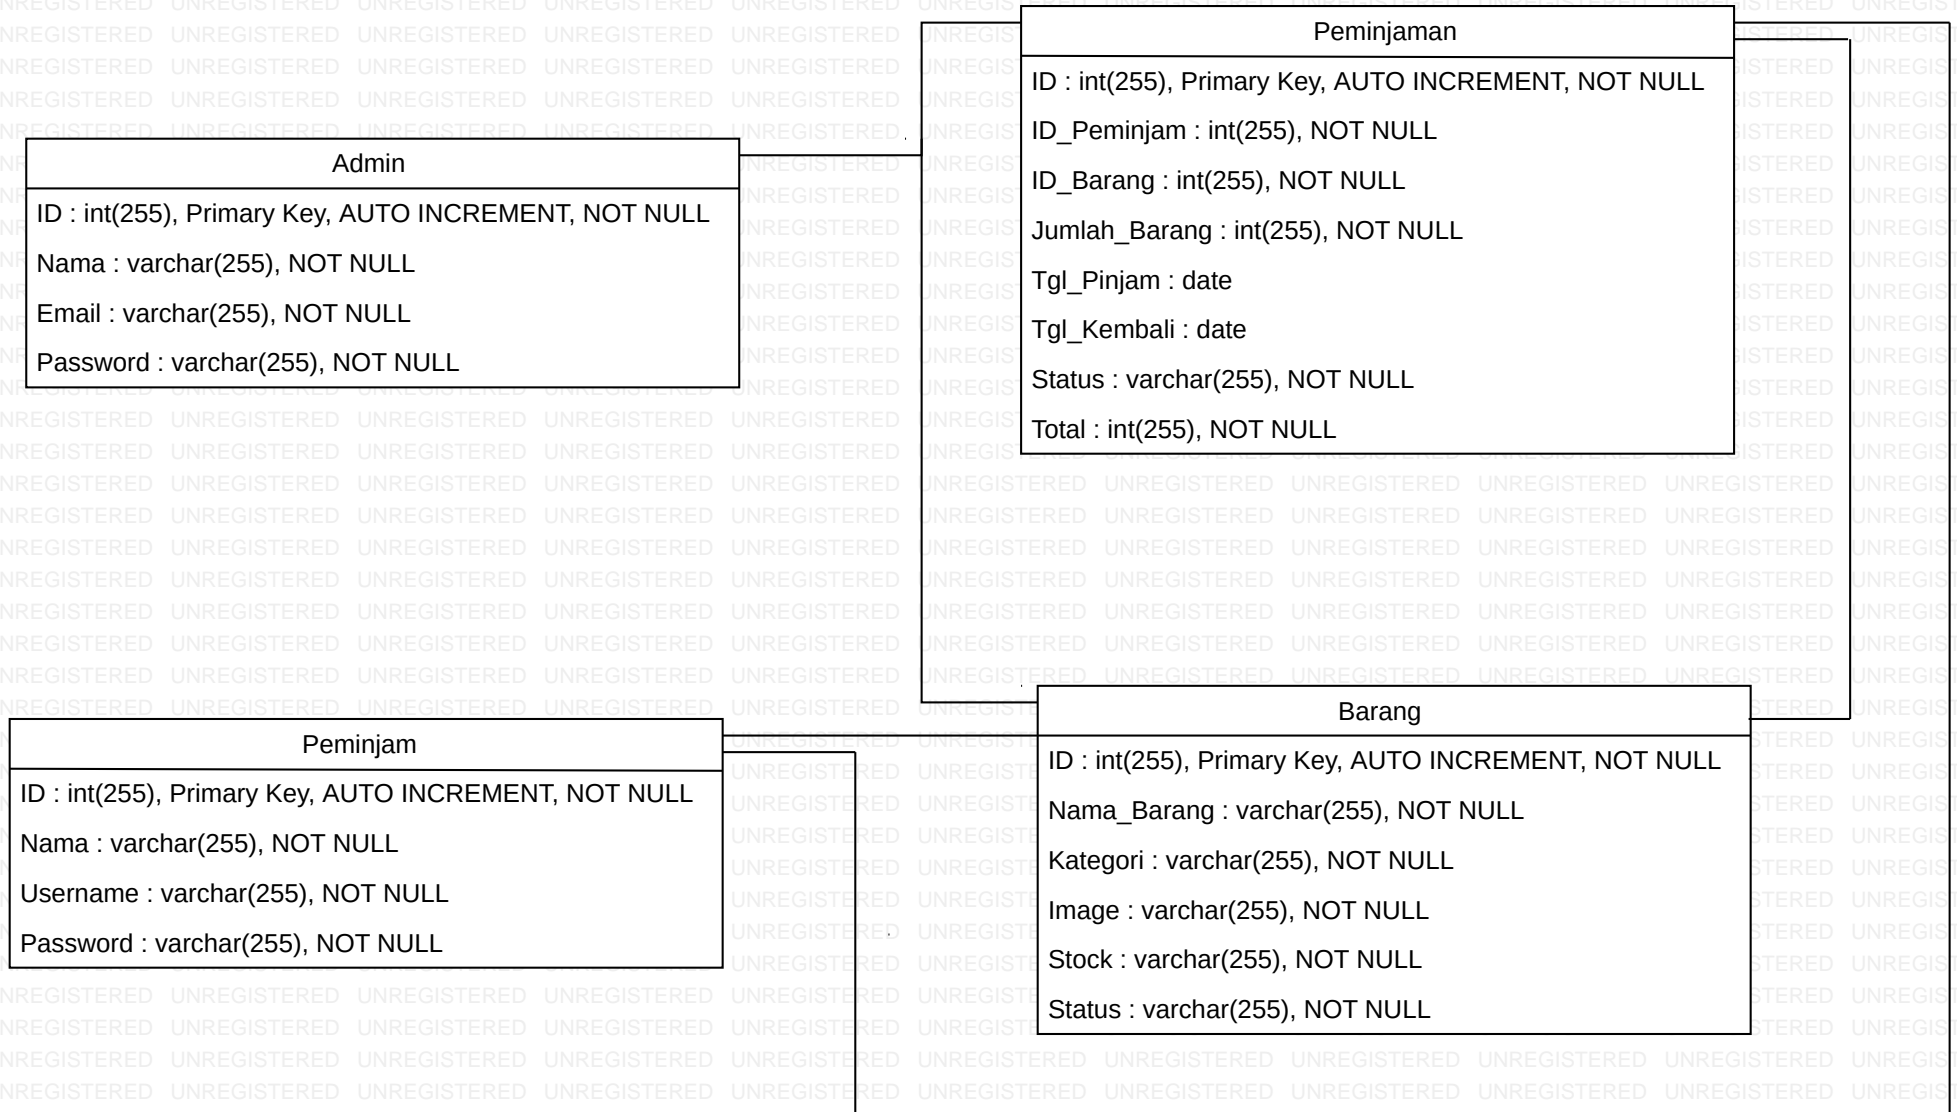 Peminjaman
ID : int(255), Primary Key, AUTO INCREMENT, NOT NULL
ID_Peminjam : int(255), NOT NULL
ID_Barang : int(255), NOT NULL
Jumlah_Barang : int(255), NOT NULL
Tgl_Pinjam : date
Tgl_Kembali : date
Status : varchar(255), NOT NULL
Total : int(255), NOT NULL
Admin
ID : int(255), Primary Key, AUTO INCREMENT, NOT NULL
Nama : varchar(255), NOT NULL
Email : varchar(255), NOT NULL
Password : varchar(255), NOT NULL
Peminjam
ID : int(255), Primary Key, AUTO INCREMENT, NOT NULL
Nama : varchar(255), NOT NULL
Username : varchar(255), NOT NULL
Password : varchar(255), NOT NULL
Barang
ID : int(255), Primary Key, AUTO INCREMENT, NOT NULL
Nama_Barang : varchar(255), NOT NULL
Kategori : varchar(255), NOT NULL
Image : varchar(255), NOT NULL
Stock : varchar(255), NOT NULL
Status : varchar(255), NOT NULL
UNREGISTERED